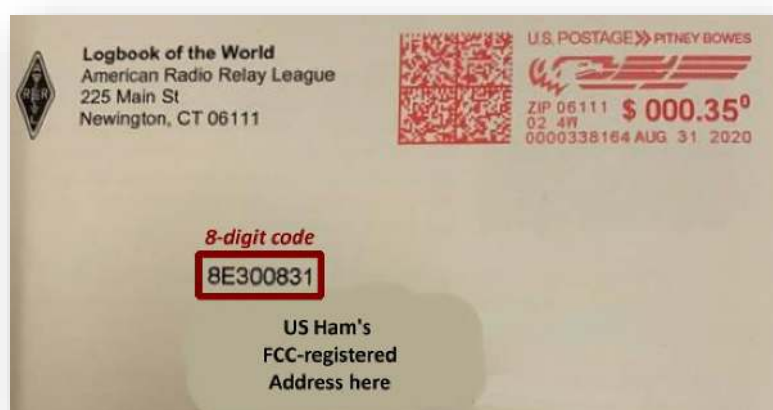 Logbook of the World
American Radio Relay League
225 Main St
Newington, CT 06111
U.S. POSTAGE>> PITNEY BOWES
ZIP 06111 $ 000.35⁰
02 4W
0000338164 AUG 31 2020
8-digit code
8E300831
US Ham's
FCC-registered
Address here